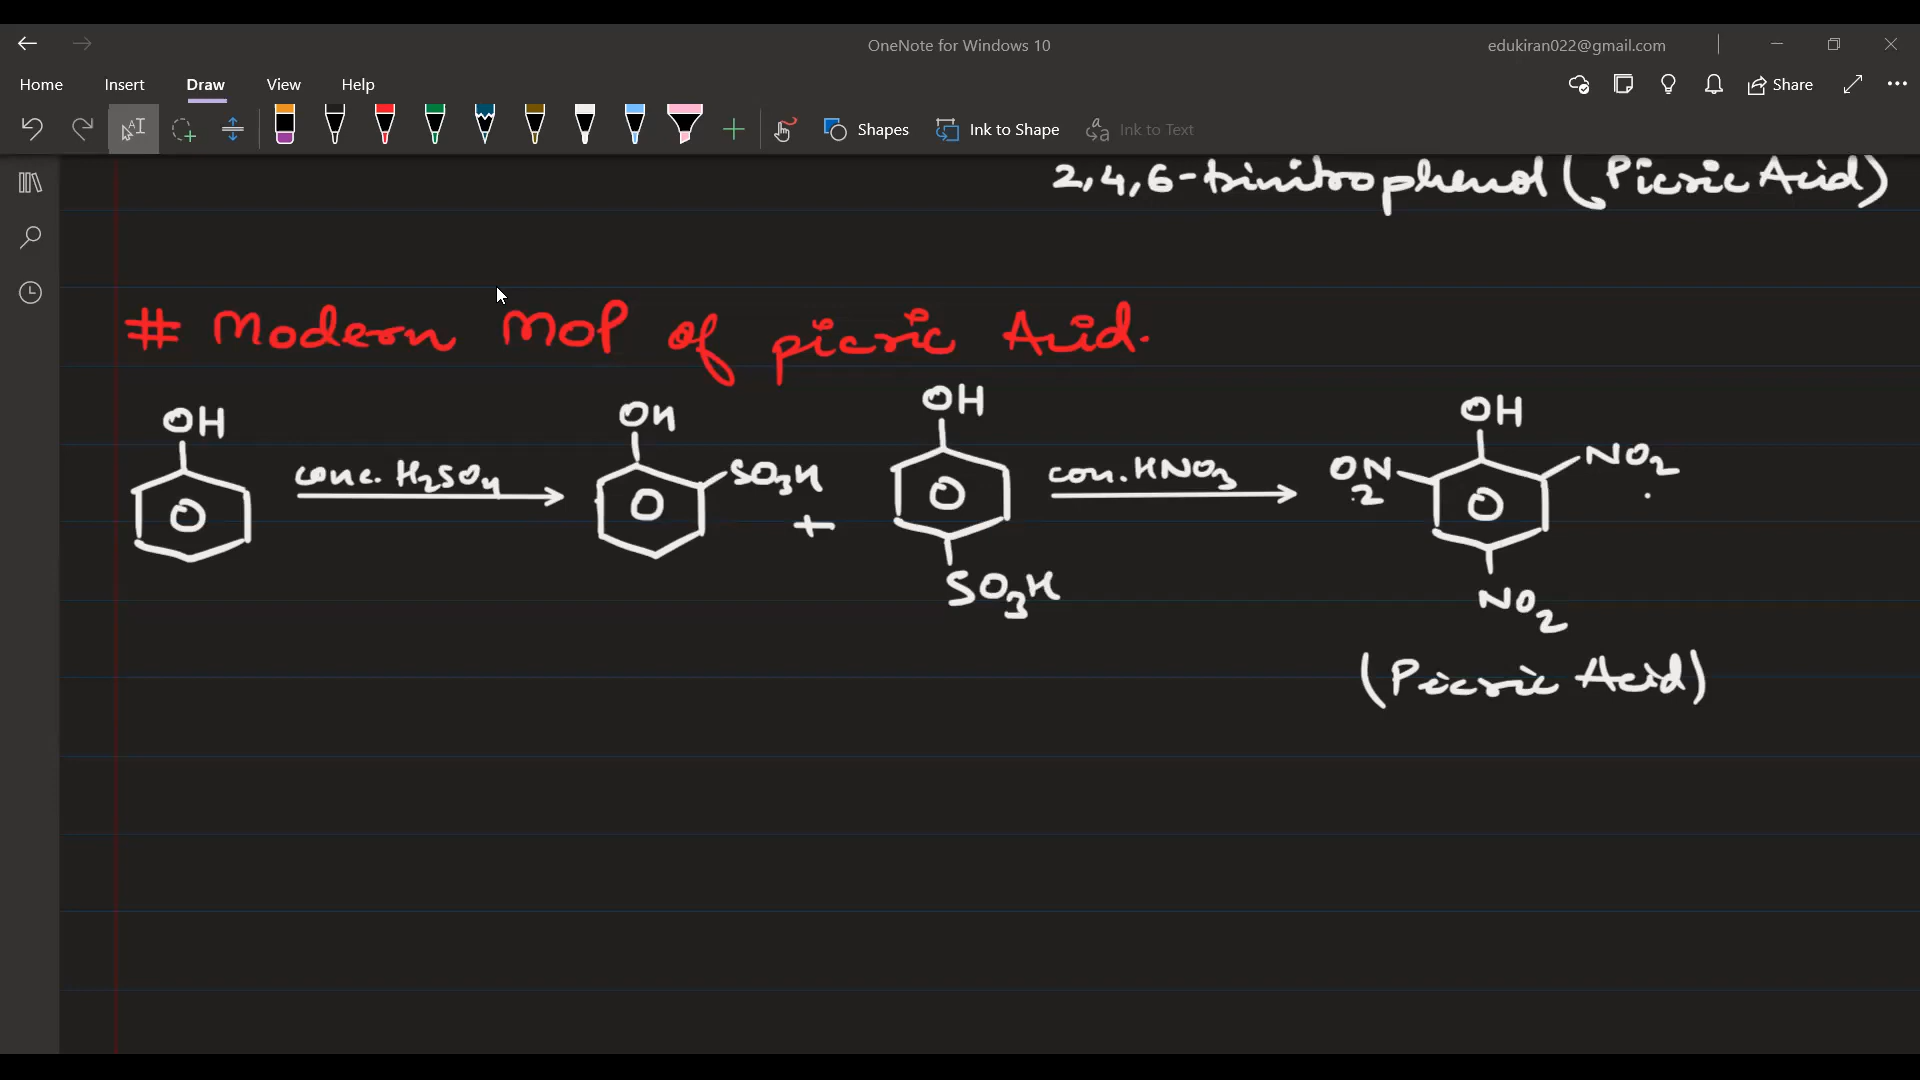 OneNote for Windows 10
edukiran022@gmail.com
Home Insert Draw View Help
Share
Shapes Ink to Shape Ink to Text
2,4,6-trinitrophenol (Picric Acid)
# Modern MOP of picric Acid.
OH OH OH OH
conc. H2SO4 SO3H con. HNO3 O2N NO2
+
SO3H NO2
(Picric Acid)